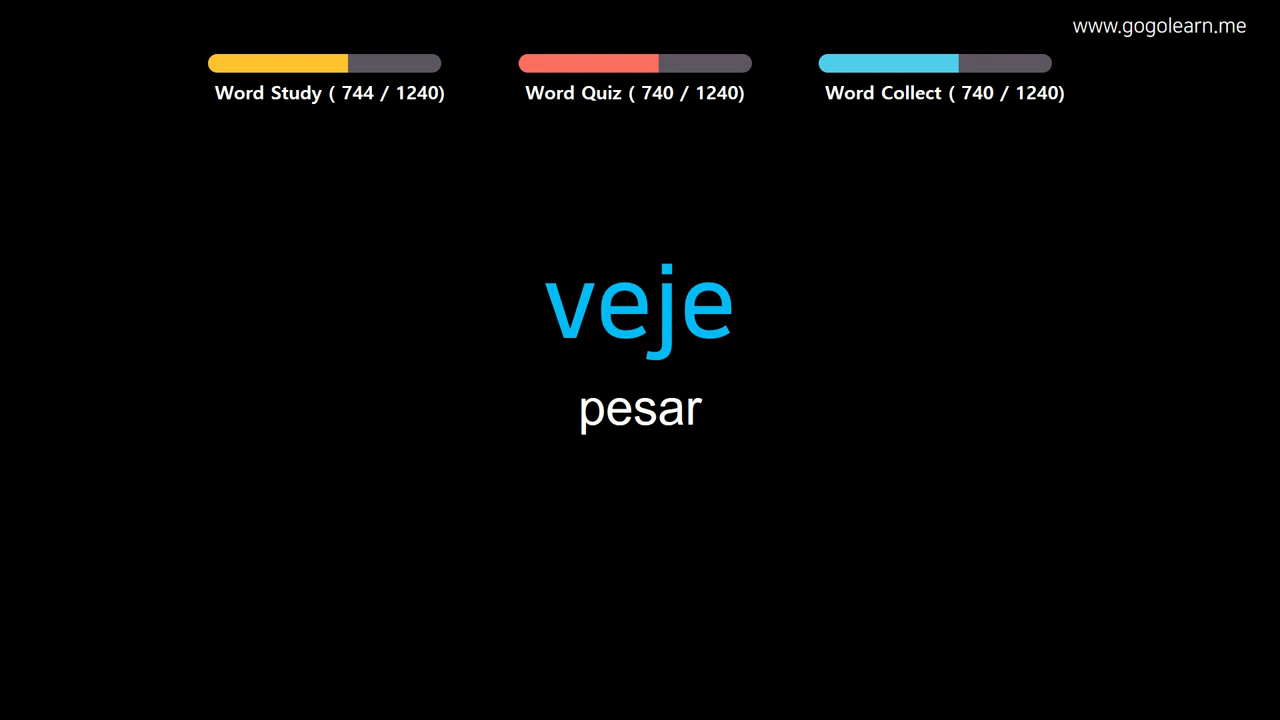 www.gogolearn.me
Word Study ( 744 / 1240)
Word Quiz ( 740 / 1240)
Word Collect ( 740 / 1240)
veje
pesar